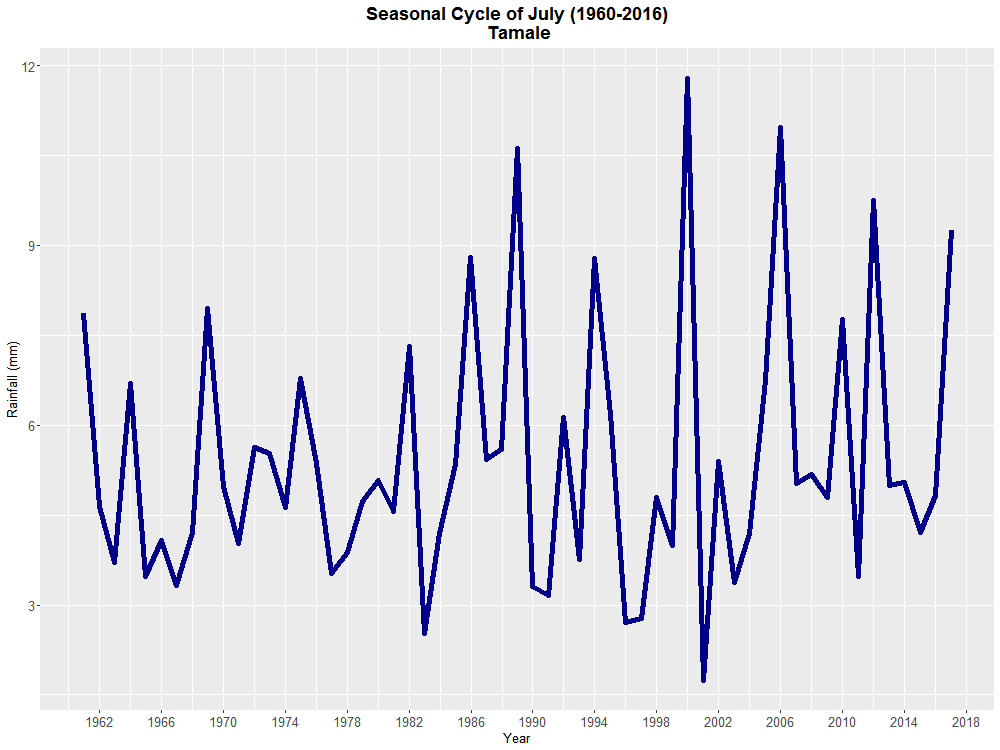 Seasonal Cycle of July (1960-2016)
Tamale
12
9
6
3
Rainfall (mm)
1962 1966 1970 1974 1978 1982 1986 1990 1994 1998 2002 2006 2010 2014 2018
Year